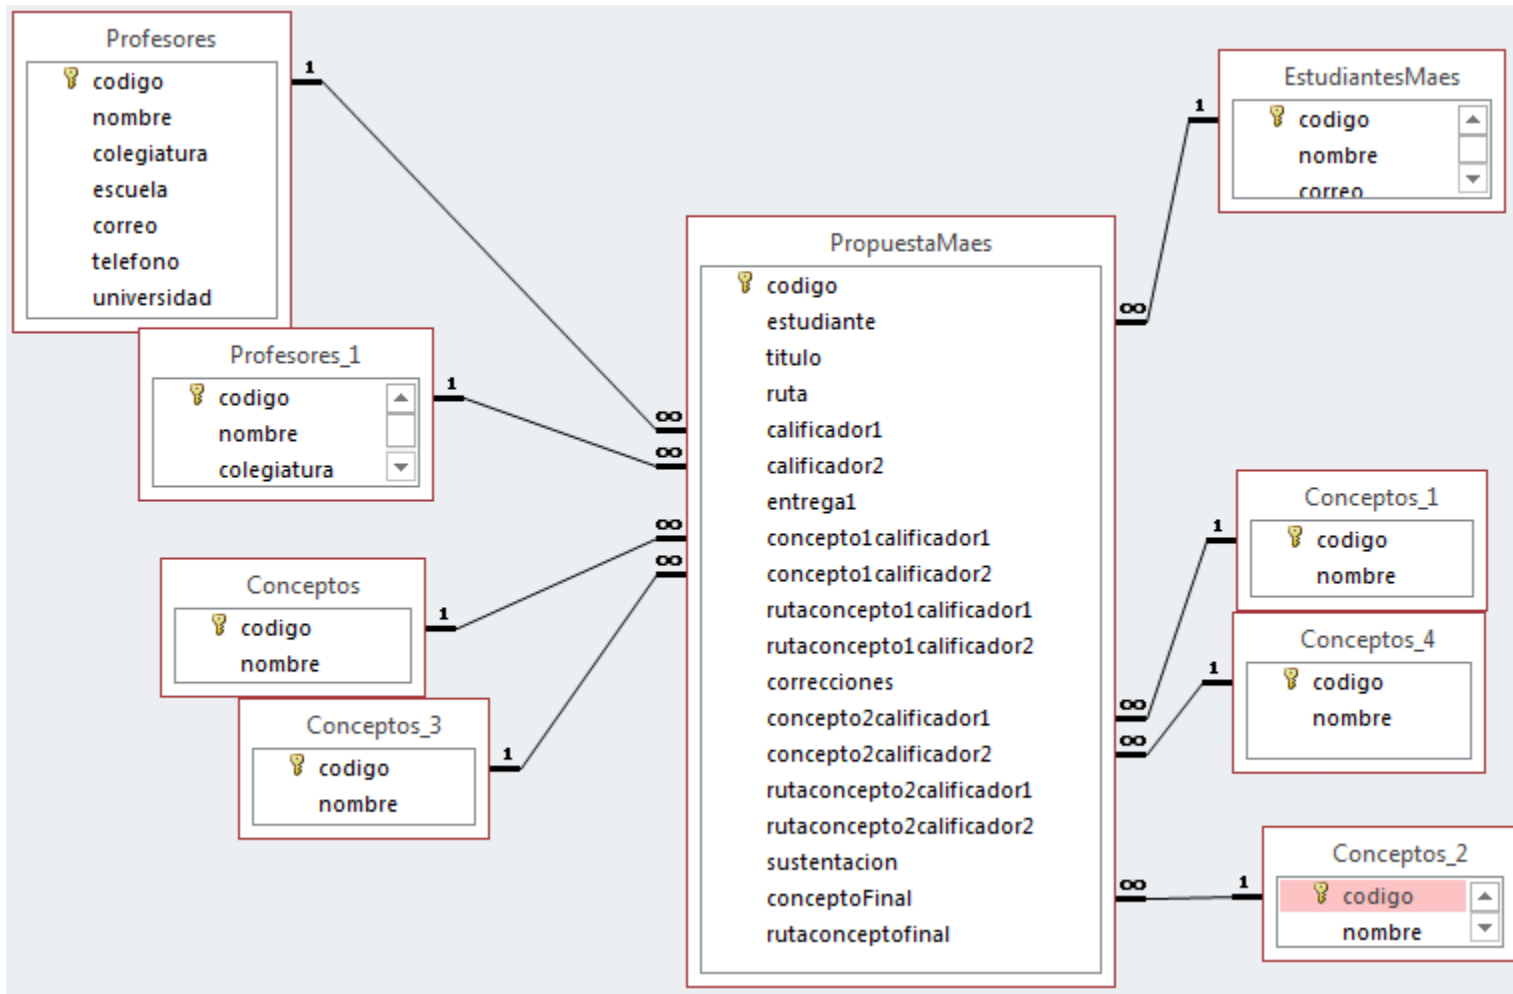 Profesores
codigo
nombre
colegiatura
escuela
correo
telefono
universidad
1
Profesores_1
codigo
nombre
colegiatura
1
Conceptos
codigo
nombre
1
Conceptos_3
codigo
nombre
1
PropuestaMaes
codigo
estudiante
titulo
ruta
calificador1
calificador2
entrega1
concepto1calificador1
concepto1calificador2
rutaconcepto1calificador1
rutaconcepto1calificador2
correcciones
concepto2calificador1
concepto2calificador2
rutaconcepto2calificador1
rutaconcepto2calificador2
sustentacion
conceptoFinal
rutaconceptofinal
∞
∞
∞
∞
∞
∞
∞
∞
EstudiantesMaes
codigo
nombre
correo
1
Conceptos_1
codigo
nombre
1
Conceptos_4
codigo
nombre
1
Conceptos_2
codigo
nombre
1